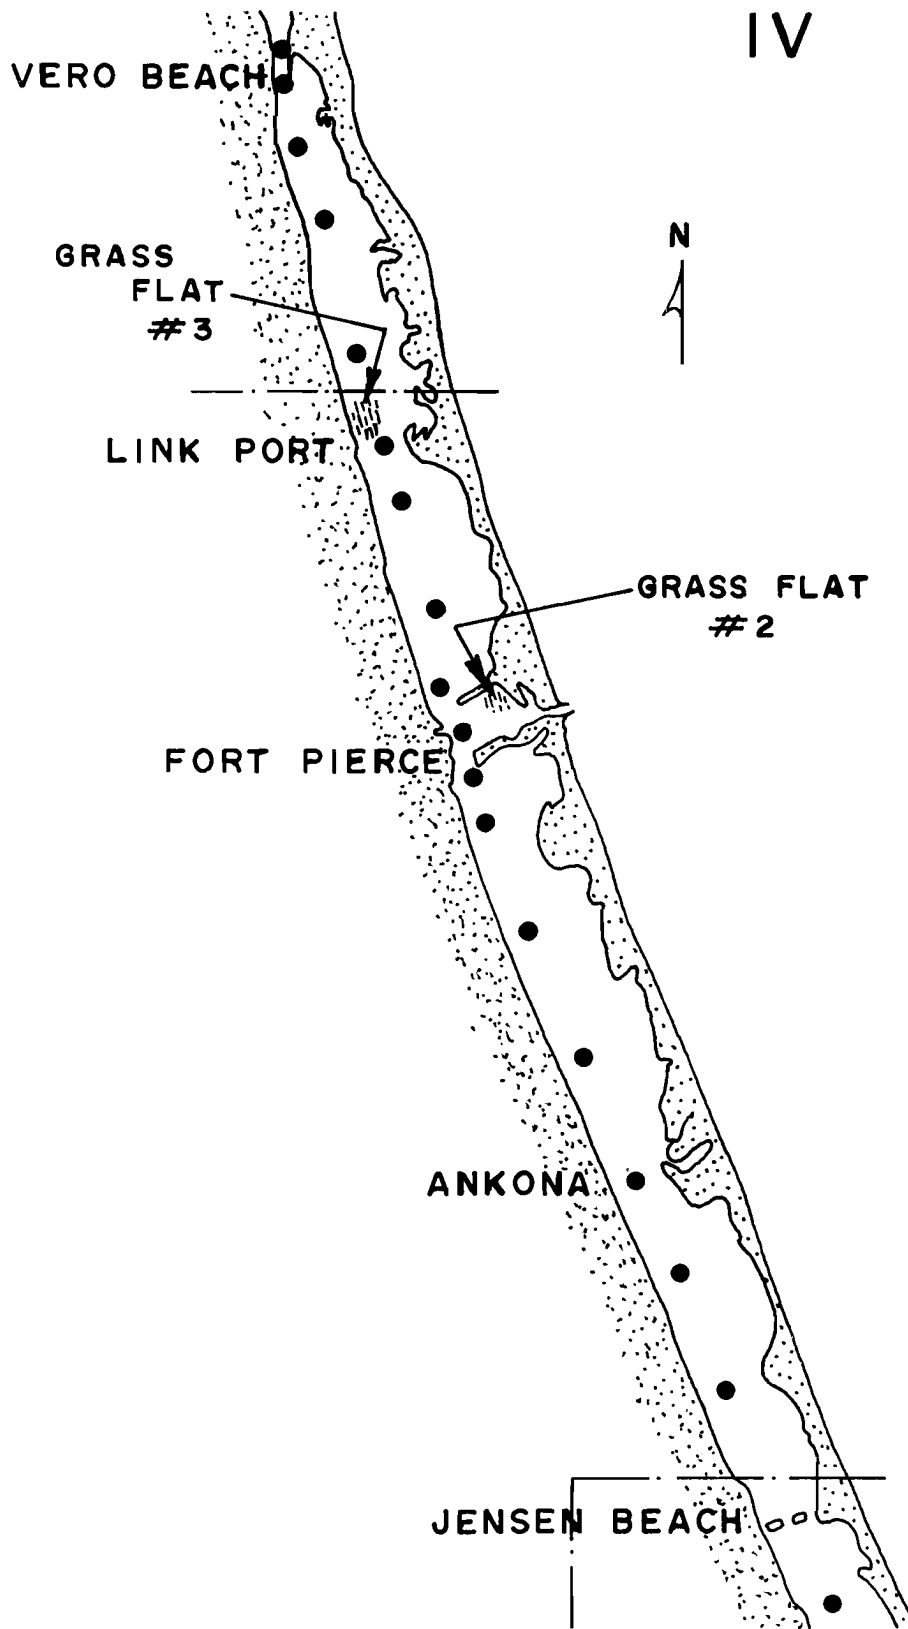 IV
VERO BEACH
N
GRASS
FLAT
#3
LINK PORT
GRASS FLAT
#2
FORT PIERCE
ANKONA
JENSEN BEACH